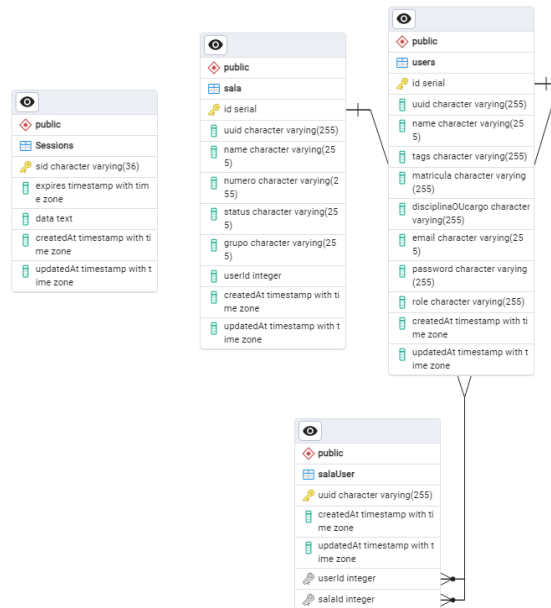 public
Sessions
sid character varying(36)
expires timestamp with tim
e zone
data text
createdAt timestamp with ti
me zone
updatedAt timestamp with t
ime zone
public
sala
id serial
uuid character varying(255)
name character varying(25
5)
numero character varying(2
55)
status character varying(25
5)
grupo character varying(25
5)
userId integer
createdAt timestamp with ti
me zone
updatedAt timestamp with t
ime zone
public
users
id serial
uuid character varying(255)
name character varying(25
5)
tags character varying(255)
matricula character varying
(255)
disciplinaOUcargo character
varying(255)
email character varying(25
5)
password character varying
(255)
role character varying(255)
createdAt timestamp with ti
me zone
updatedAt timestamp with t
ime zone
public
salaUser
uuid character varying(255)
createdAt timestamp with ti
me zone
updatedAt timestamp with t
ime zone
userId integer
salaId integer